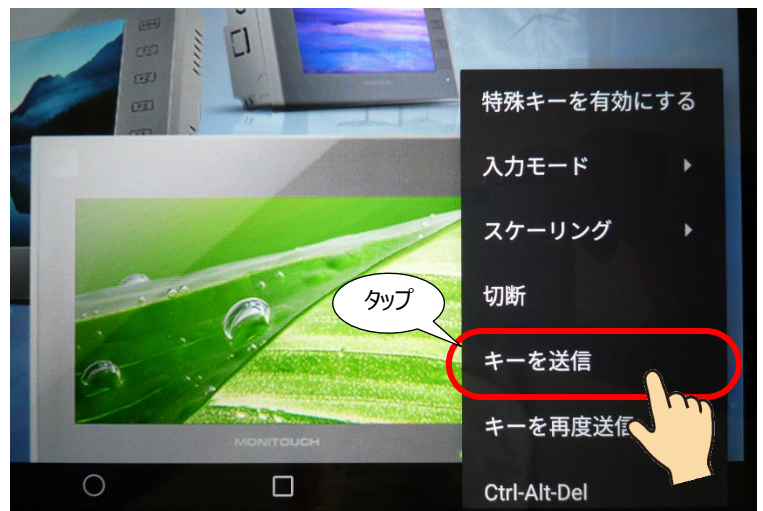 特殊キーを有効にする
入力モード
スケーリング
切断
タップ
キーを送信
キーを再度送信
MONITOUCH
Ctrl-Alt-Del